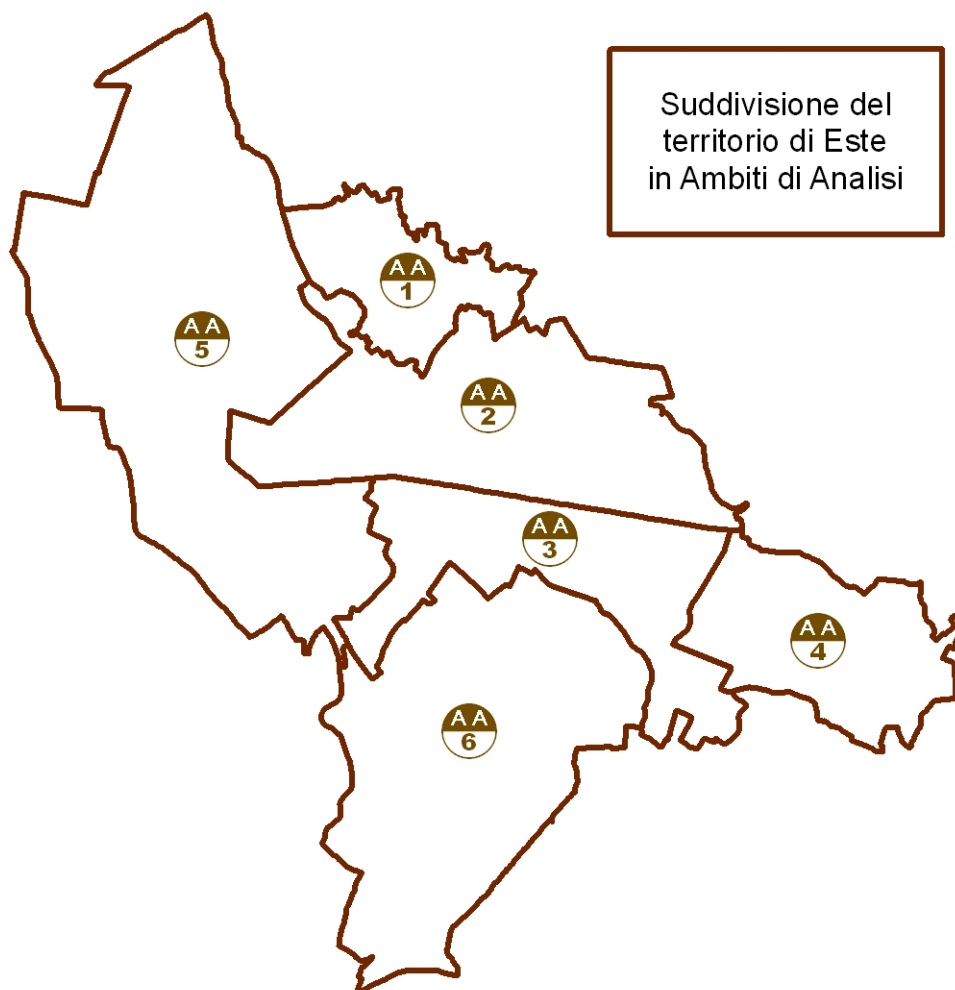 Suddivisione del
territorio di Este
in Ambiti di Analisi
A A
1
A A
5
A A
2
A A
3
A A
4
A A
6